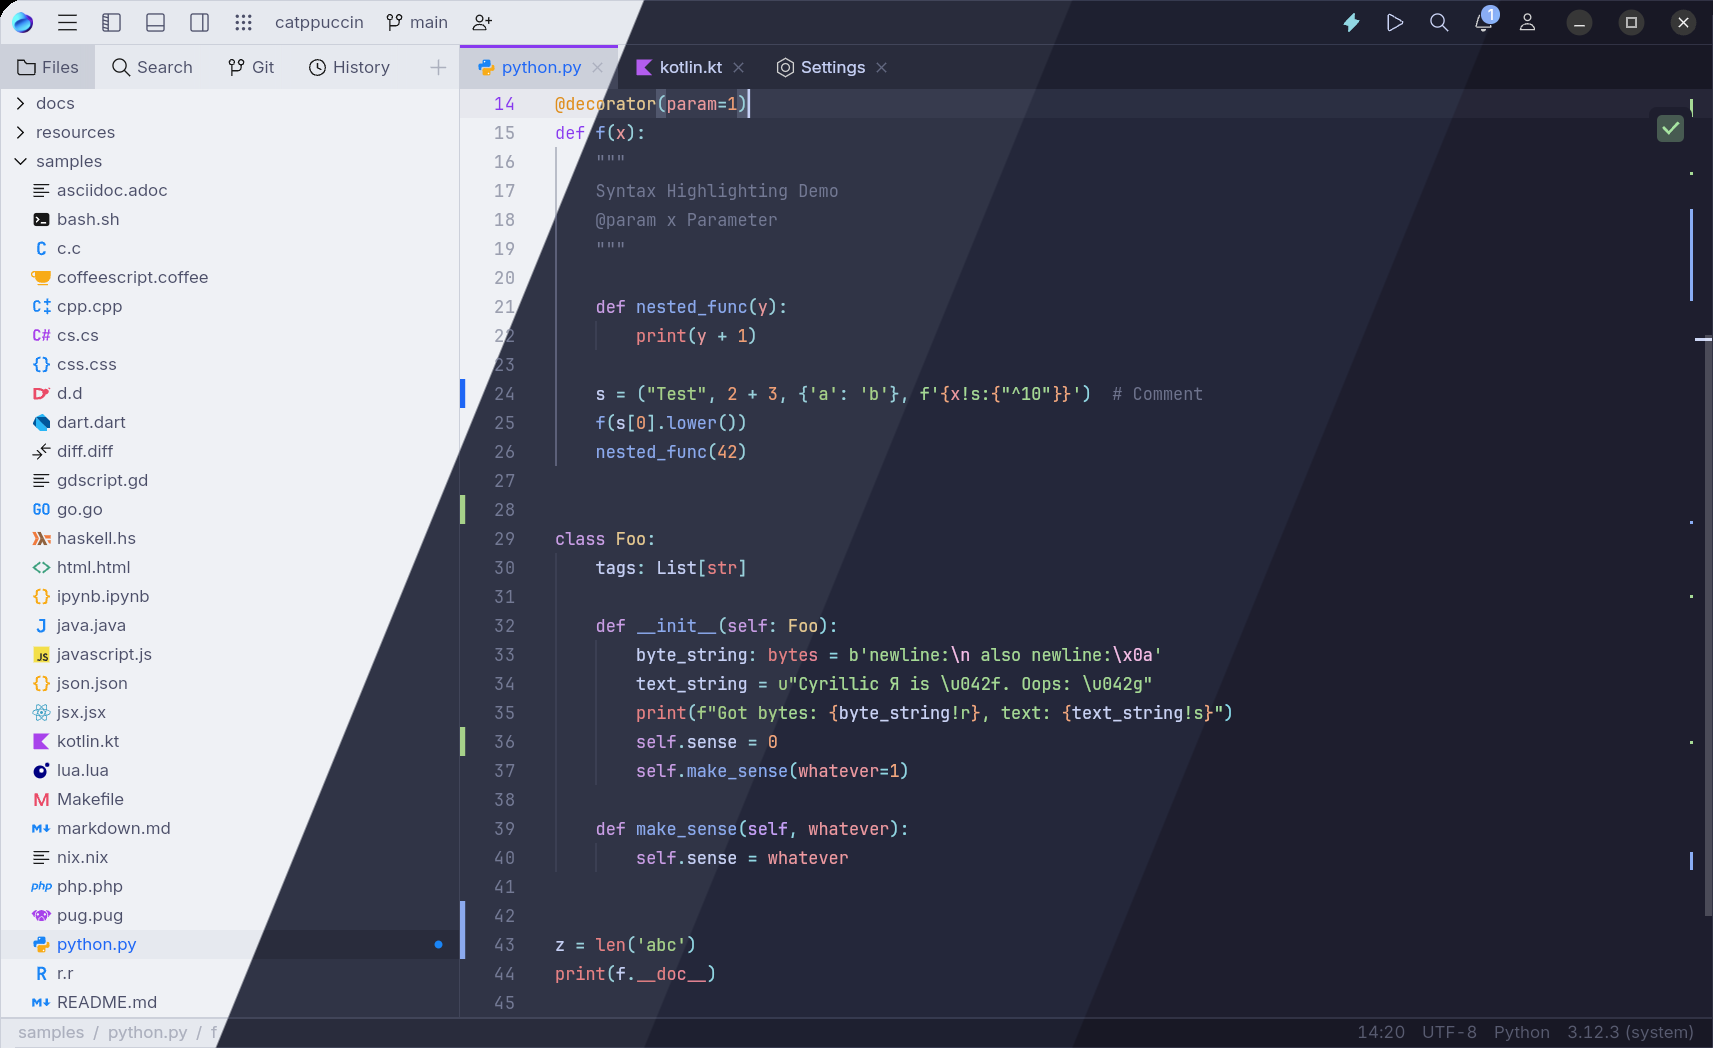 catppuccin main 1
Files Search Git History python.py kotlin.kt Settings
docs
resources
samples
asciidoc.adoc
bash.sh
C c.c
coffeescript.coffee
cpp.cpp
C# cs.cs
{} css.css
d.d
dart.dart
diff.diff
gdscript.gd
GO go.go
haskell.hs
<> html.html
{} ipynb.ipynb
J java.java
JS javascript.js
{} json.json
jsx.jsx
kotlin.kt
lua.lua
M Makefile
M↓ markdown.md
nix.nix
php php.php
pug.pug
python.py
R r.r
M↓ README.md
14 @decorator(param=1)
15 def f(x):
16 """
17 Syntax Highlighting Demo
18 @param x Parameter
19 """
20
21 def nested_func(y):
22 print(y + 1)
23
24 s = ("Test", 2 + 3, {'a': 'b'}, f'{x!s:{"^10"}}') # Comment
25 f(s[0].lower())
26 nested_func(42)
27
28
29 class Foo:
30 tags: List[str]
31
32 def __init__(self: Foo):
33 byte_string: bytes = b'newline:\n also newline:\x0a'
34 text_string = u"Cyrillic Я is \u042f. Oops: \u042g"
35 print(f"Got bytes: {byte_string!r}, text: {text_string!s}")
36 self.sense = 0
37 self.make_sense(whatever=1)
38
39 def make_sense(self, whatever):
40 self.sense = whatever
41
42
43 z = len('abc')
44 print(f.__doc__)
45
samples / python.py / f 14:20 UTF-8 Python 3.12.3 (system)